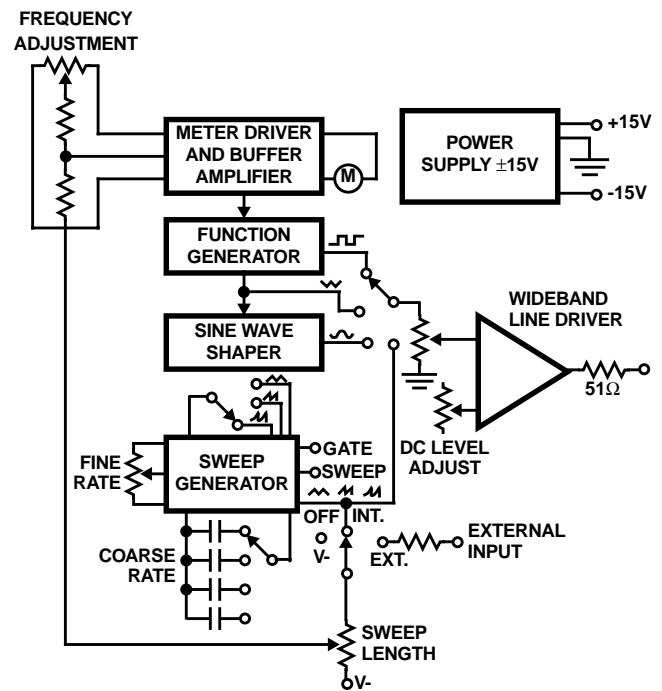 FREQUENCY
ADJUSTMENT
METER DRIVER
AND BUFFER
AMPLIFIER
M
POWER
SUPPLY ±15V
+15V
-15V
FUNCTION
GENERATOR
SINE WAVE
SHAPER
WIDEBAND
LINE DRIVER
51Ω
DC LEVEL
ADJUST
FINE
RATE
SWEEP
GENERATOR
GATE
SWEEP
OFF
INT.
V-
EXT.
EXTERNAL
INPUT
COARSE
RATE
SWEEP
LENGTH
V-